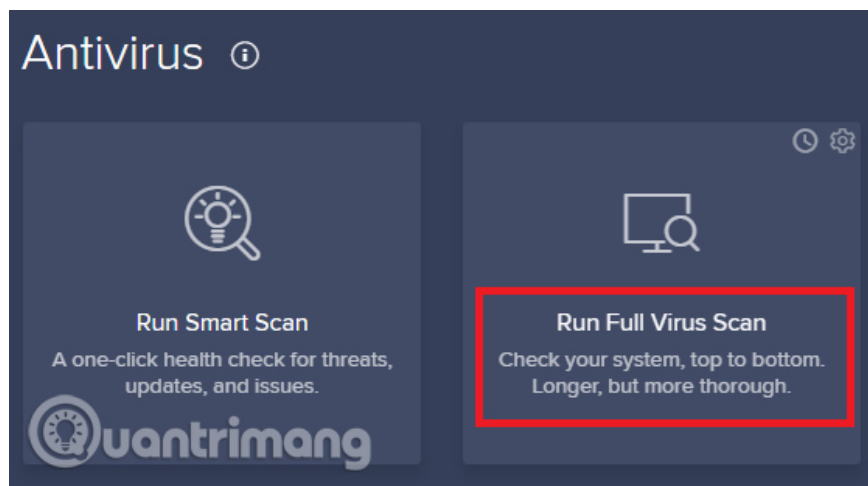 Antivirus
Run Smart Scan
A one-click health check for threats,
updates, and issues.
Run Full Virus Scan
Check your system, top to bottom.
Longer, but more thorough.
Quantrimang